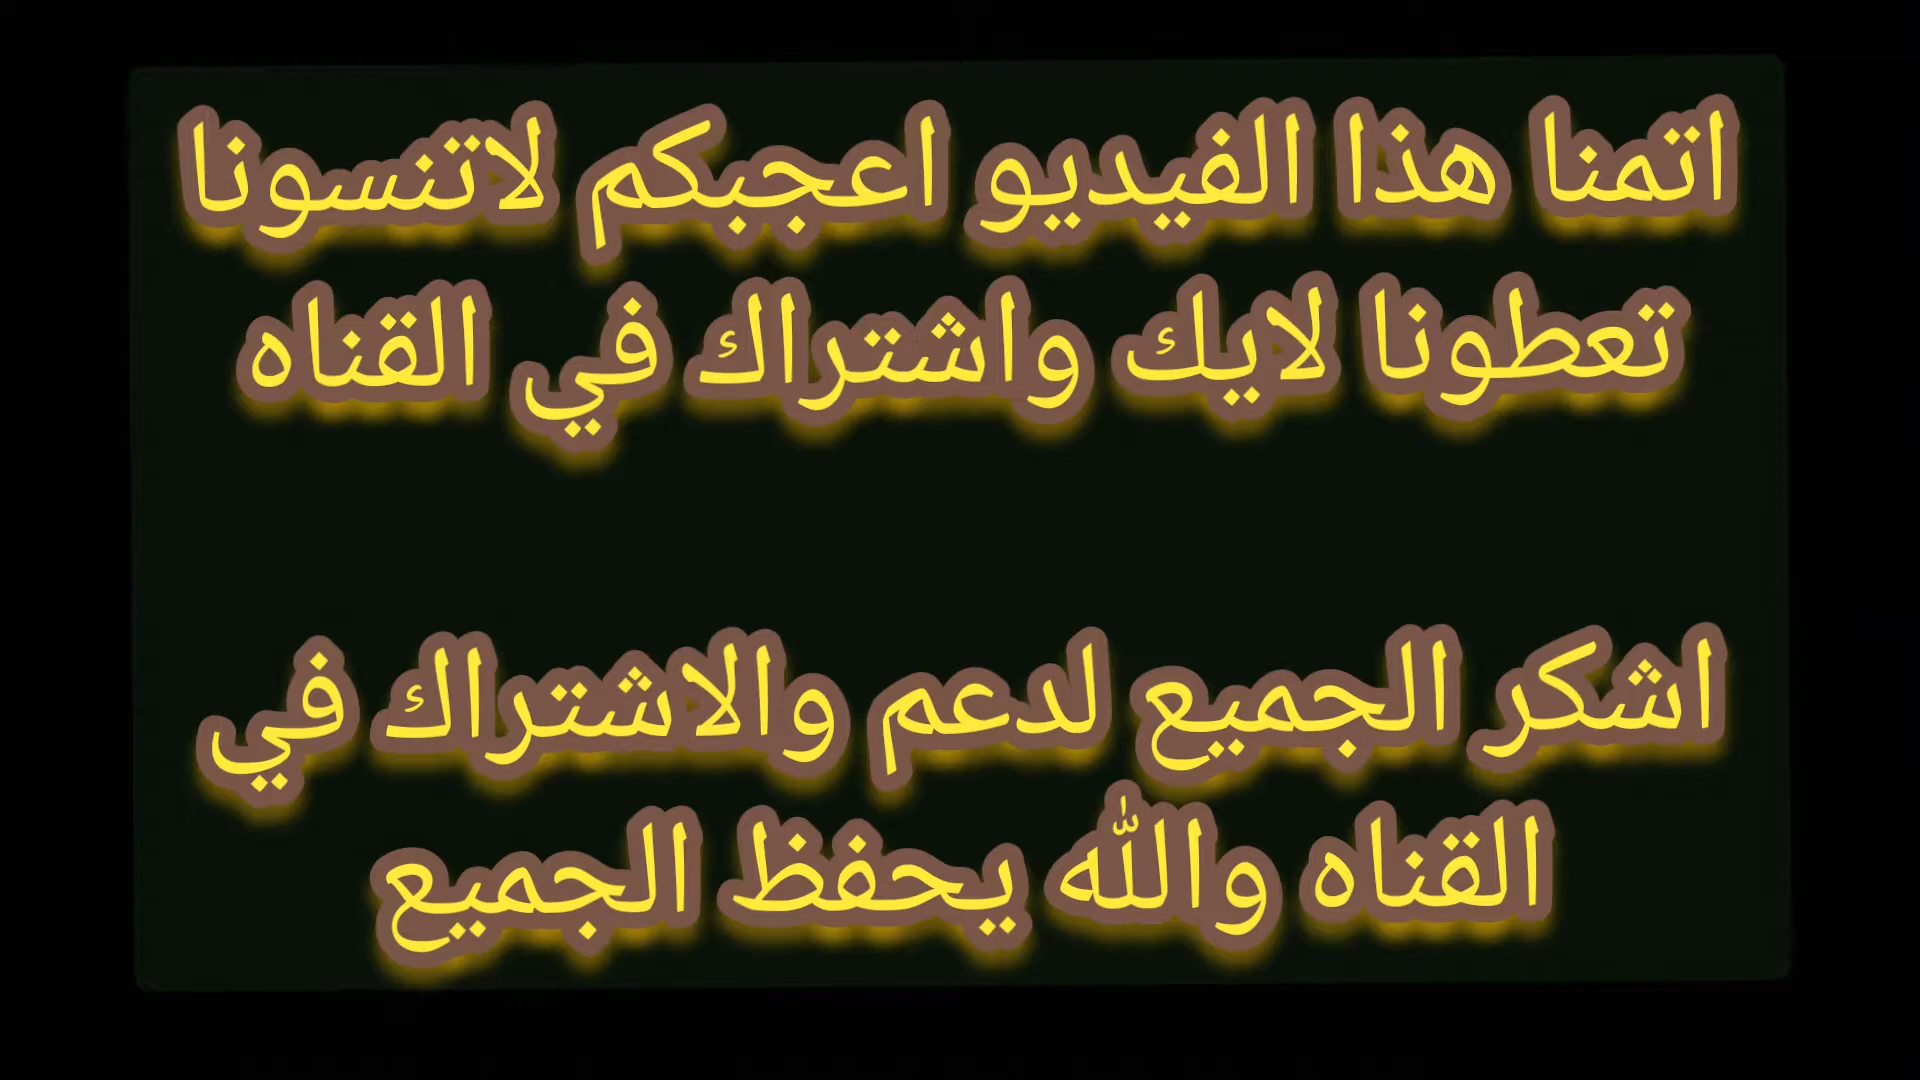 اتمنا هذا الفيديو اعجبكم لاتنسونا
تعطونا لايك واشتراك في القناه
اشكر الجميع لدعم والاشتراك في
القناه والله يحفظ الجميع